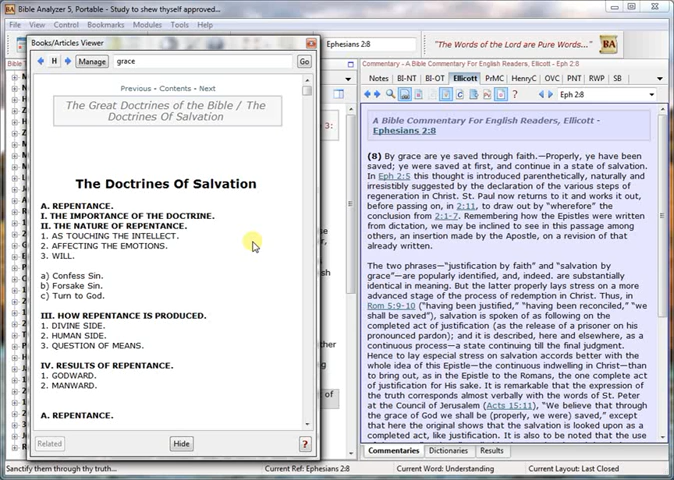 Bible Analyzer 5, Portable - Study to shew thyself approved...
File View Control Bookmarks Modules Tools Help
Ephesians 2:8
"The Words of the Lord are Pure Words..."
BA
Books/Articles Viewer
H Manage grace Go
Previous - Contents - Next
The Great Doctrines of the Bible / The
Doctrines Of Salvation
The Doctrines Of Salvation
A. REPENTANCE.
I. THE IMPORTANCE OF THE DOCTRINE.
II. THE NATURE OF REPENTANCE.
1. AS TOUCHING THE INTELLECT.
2. AFFECTING THE EMOTIONS.
3. WILL.
a) Confess Sin.
b) Forsake Sin.
c) Turn to God.
III. HOW REPENTANCE IS PRODUCED.
1. DIVINE SIDE.
2. HUMAN SIDE.
3. QUESTION OF MEANS.
IV. RESULTS OF REPENTANCE.
1. GODWARD.
2. MANWARD.
A. REPENTANCE.
Related Hide ?
3:
of
Commentary - A Bible Commentary For English Readers, Ellicott - Eph 2:8
Notes BI-NT BI-OT Ellicott PrMC HenryC OVC PNT RWP SB
Eph 2:8
A Bible Commentary For English Readers, Ellicott -
Ephesians 2:8
(8) By grace are ye saved through faith.—Properly, ye have been
saved; ye were saved at first, and continue in a state of salvation.
In Eph 2:5 this thought is introduced parenthetically, naturally and
irresistibly suggested by the declaration of the various steps of
regeneration in Christ. St. Paul now returns to it and works it out,
before passing on, in 2:11, to draw out by "wherefore" the
conclusion from 2:1-7. Remembering how the Epistles were written
from dictation, we may be inclined to see in this passage among
others, an insertion made by the Apostle, on a revision of that
already written.
The two phrases—"justification by faith" and "salvation by
grace"—are popularly identified, and, indeed. are substantially
identical in meaning. But the latter properly lays stress on a more
advanced stage of the process of redemption in Christ. Thus, in
Rom 5:9-10 ("having been justified," "having been reconciled," "we
shall be saved"), salvation is spoken of as following on the
completed act of justification (as the release of a prisoner on his
pronounced pardon); and it is described, here and elsewhere, as a
continuous process—a state continuing till the final judgment.
Hence to lay especial stress on salvation accords better with the
whole idea of this Epistle—the continuous indwelling in Christ—than
to bring out, as in the Epistle to the Romans, the one complete act
of justification for His sake. It is remarkable that the expression of
the truth corresponds almost verbally with the words of St. Peter
at the Council of Jerusalem (Acts 15:11), "We believe that through
the grace of God we shall be (properly, we were) saved," except
that here the original shows that the salvation is looked upon as a
completed act, like justification. It is also to be noted that the use
Commentaries Dictionaries Results
Sanctify them through thy truth... Current Ref: Ephesians 2:8 Current Word: Understanding Current Layout: Last Closed